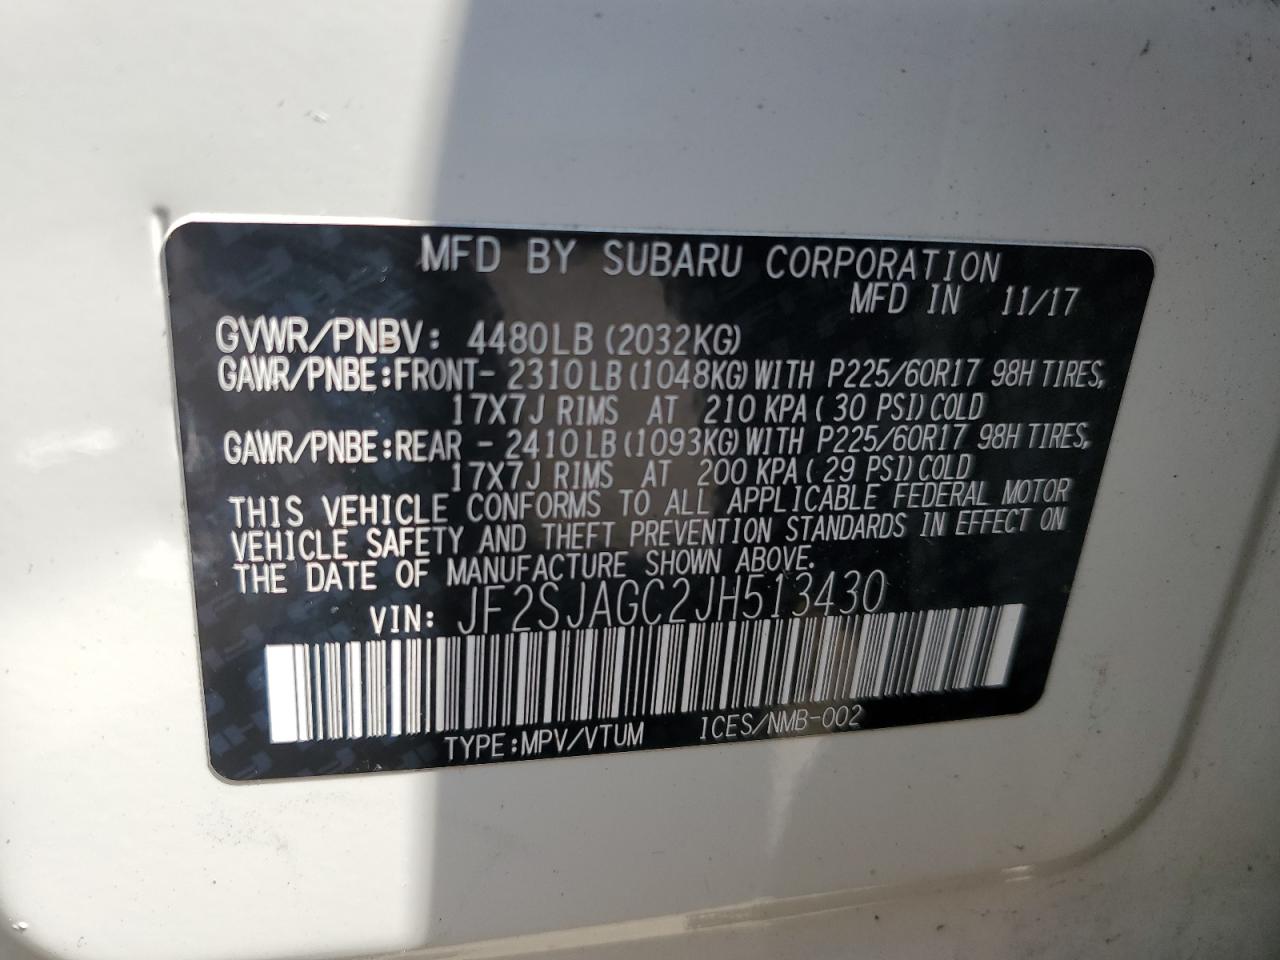 MFD BY SUBARU CORPORATION
MFD IN 11/17
GVWR/PNBV: 4480LB (2032KG)
GAWR/PNBE:FRONT- 2310LB (1048KG) WITH P225/60R17 98H TIRES,
17X7J RIMS AT 210 KPA ( 30 PSI) COLD
GAWR/PNBE:REAR - 2410LB (1093KG) WITH P225/60R17 98H TIRES,
17X7J RIMS AT 200 KPA ( 29 PSI) COLD
THIS VEHICLE CONFORMS TO ALL APPLICABLE FEDERAL MOTOR
VEHICLE SAFETY AND THEFT PREVENTION STANDARDS IN EFFECT ON
THE DATE OF MANUFACTURE SHOWN ABOVE.
VIN: JF2SJAGC2JH513430
TYPE:MPV/VTUM ICES/NMB-002